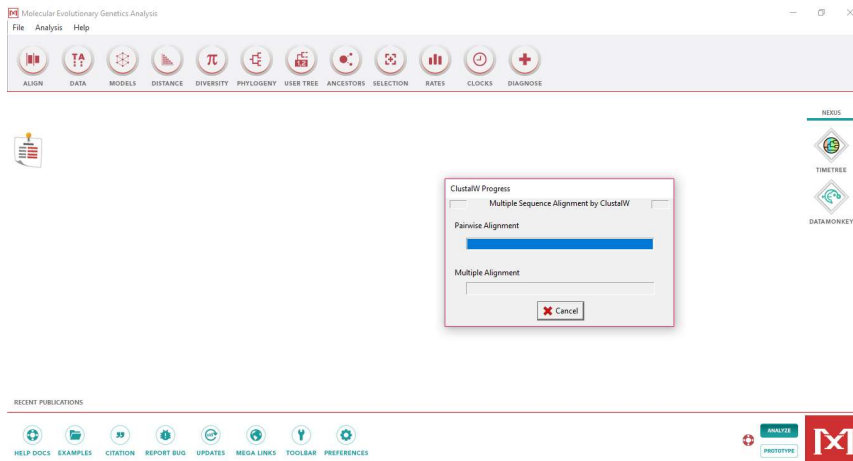 Molecular Evolutionary Genetics Analysis
File Analysis Help
ALIGN DATA MODELS DISTANCE DIVERSITY PHYLOGENY USER TREE ANCESTORS SELECTION RATES CLOCKS DIAGNOSE
NEXUS
TIMETREE
DATAMONKEY
ClustalW Progress
Multiple Sequence Alignment by ClustalW
Pairwise Alignment
Multiple Alignment
Cancel
RECENT PUBLICATIONS
HELP DOCS EXAMPLES CITATION REPORT BUG UPDATES MEGA LINKS TOOLBAR PREFERENCES
ANALYZE
PROTOTYPE